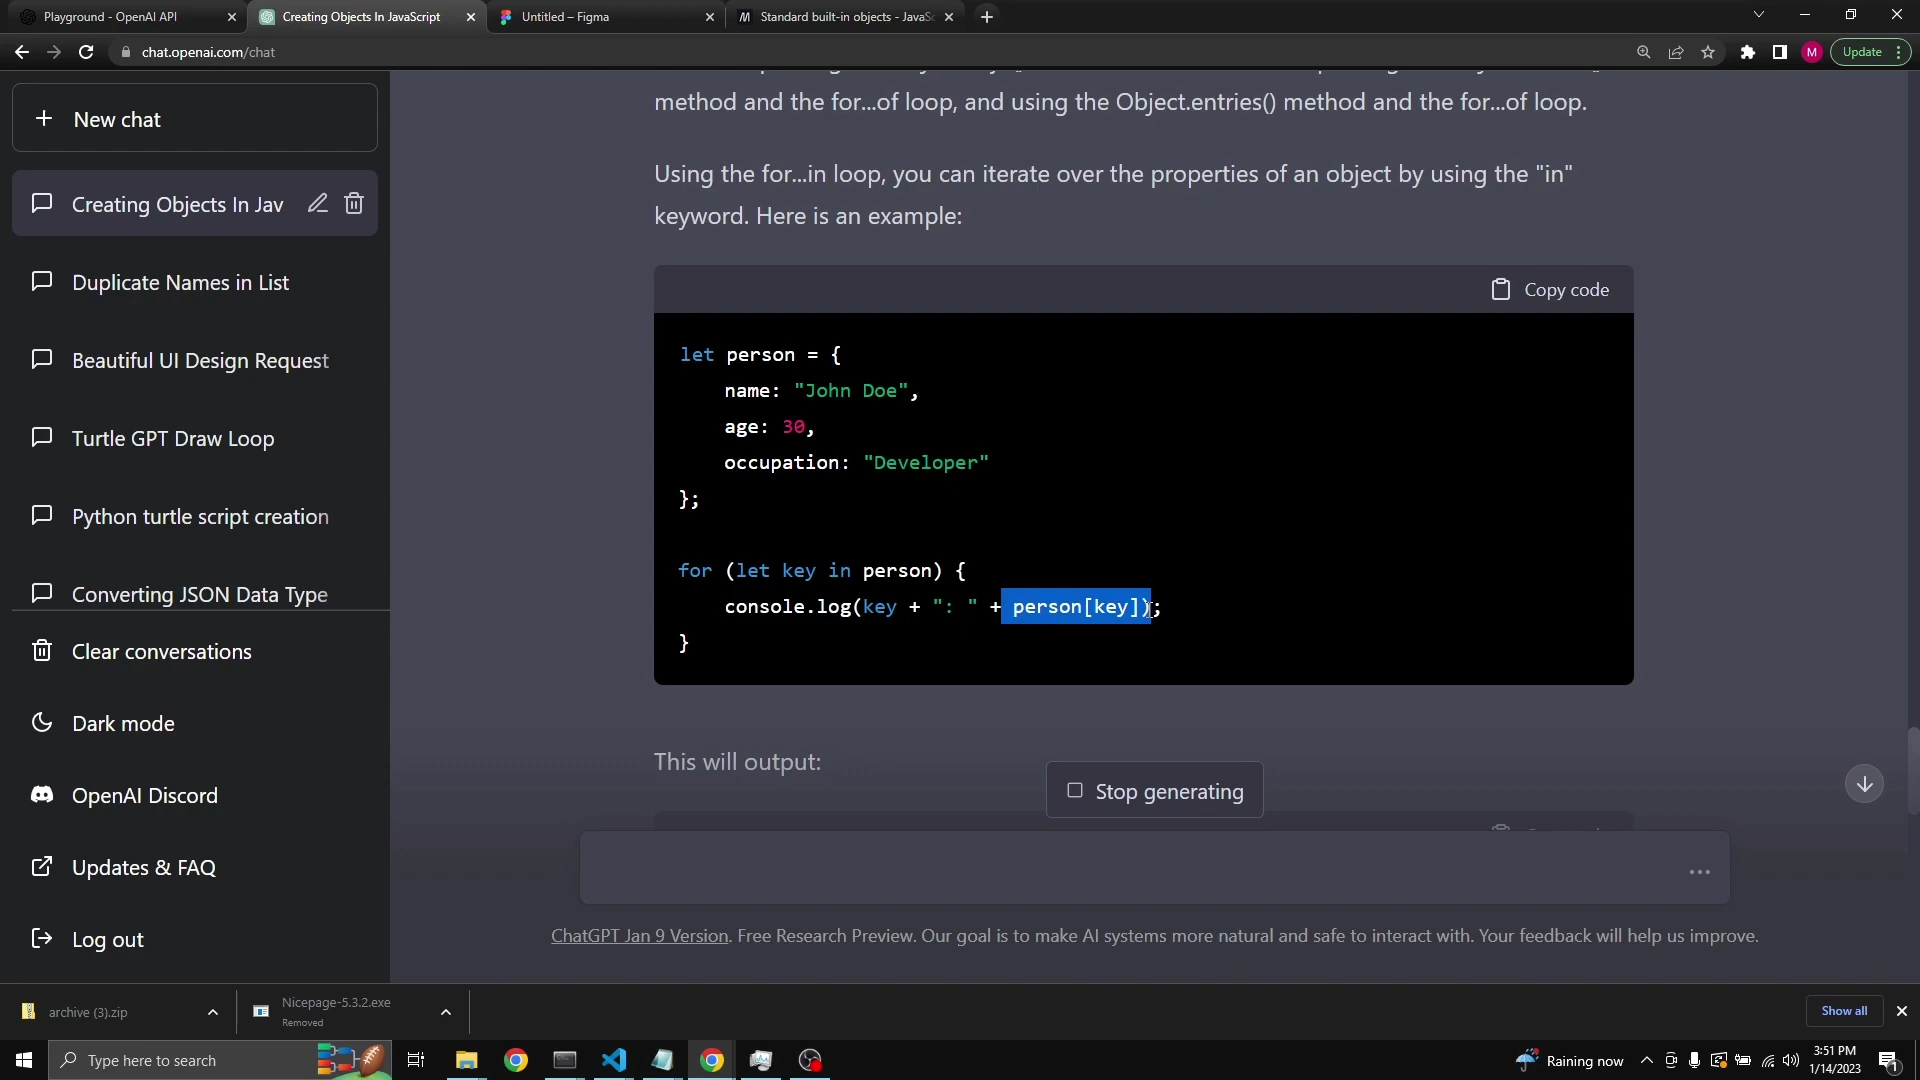 Playground - OpenAI API
Creating Objects In JavaScript
Untitled – Figma
Standard built-in objects - JavaSc
chat.openai.com/chat
M
Update
New chat
Creating Objects In Jav
Duplicate Names in List
Beautiful UI Design Request
Turtle GPT Draw Loop
Python turtle script creation
Converting JSON Data Type
Clear conversations
Dark mode
OpenAI Discord
Updates & FAQ
Log out
method and the for...of loop, and using the Object.entries() method and the for...of loop.
Using the for...in loop, you can iterate over the properties of an object by using the "in"
keyword. Here is an example:
Copy code
let person = {
name: "John Doe",
age: 30,
occupation: "Developer"
};
for (let key in person) {
console.log(key + ": " + person[key]);
}
This will output:
Stop generating
ChatGPT Jan 9 Version. Free Research Preview. Our goal is to make AI systems more natural and safe to interact with. Your feedback will help us improve.
archive (3).zip
Nicepage-5.3.2.exe
Removed
Show all
Type here to search
Raining now
3:51 PM
1/14/2023
1